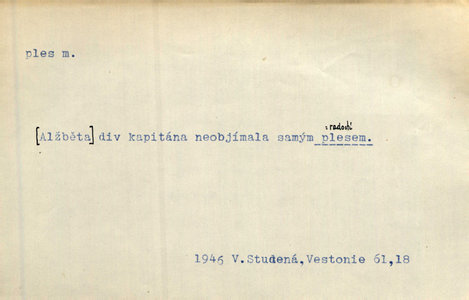 ples m.
: radostí
[Alžběta] div kapitána neobjímala samým plesem.
1946 V.Studená,Vestonie 61,18